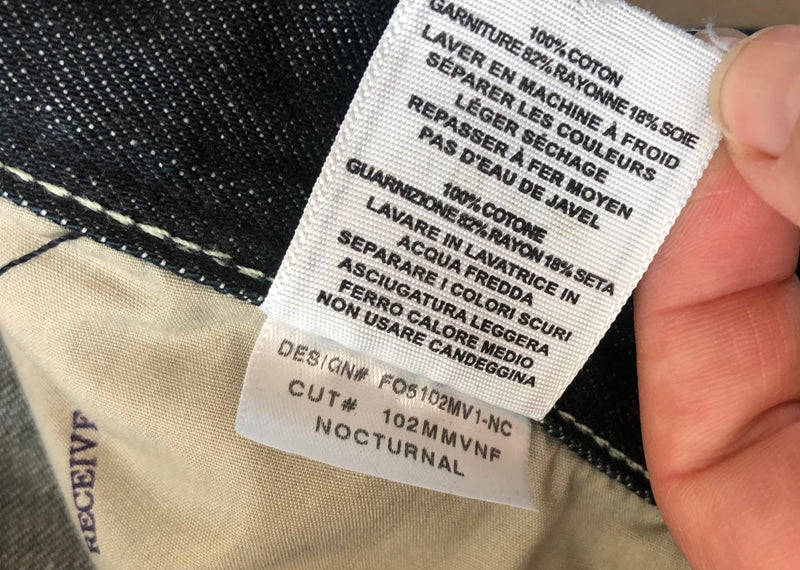 100% COTON
GARNITURE 82% RAYONNE 18% SOIE
LAVER EN MACHINE À FROID
SÉPARER LES COULEURS
LÉGER SÉCHAGE
REPASSER À FER MOYEN
PAS D'EAU DE JAVEL
100% COTONE
GUARNIZIONE 82% RAYON 18% SETA
LAVARE IN LAVATRICE IN
ACQUA FREDDA
SEPARARE I COLORI SCURI
ASCIUGATURA LEGGERA
FERRO CALORE MEDIO
NON USARE CANDEGGINA
DESIGN# FO5102MV1-NC
CUT# 102MMVNF
NOCTURNAL
RECEIVE